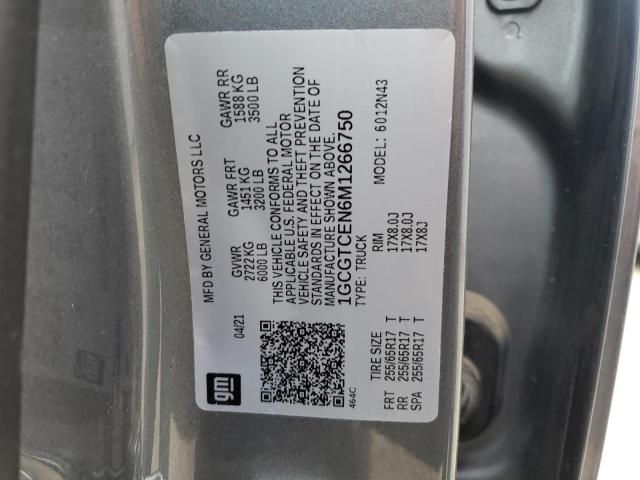 gm
MFD BY GENERAL MOTORS LLC
04/21
GVWR GAWR FRT GAWR RR
2722 KG 1451 KG 1588 KG
6000 LB 3200 LB 3500 LB
THIS VEHICLE CONFORMS TO ALL
APPLICABLE U.S. FEDERAL MOTOR
VEHICLE SAFETY AND THEFT PREVENTION
STANDARDS IN EFFECT ON THE DATE OF
MANUFACTURE SHOWN ABOVE.
1GCGTCEN6M1266750
464C
TYPE: TRUCK MODEL: 6012N43
TIRE SIZE RIM
FRT 255/65R17 T 17X8.0J
RR 255/65R17 T 17X8.0J
SPA 255/65R17 T 17X8J